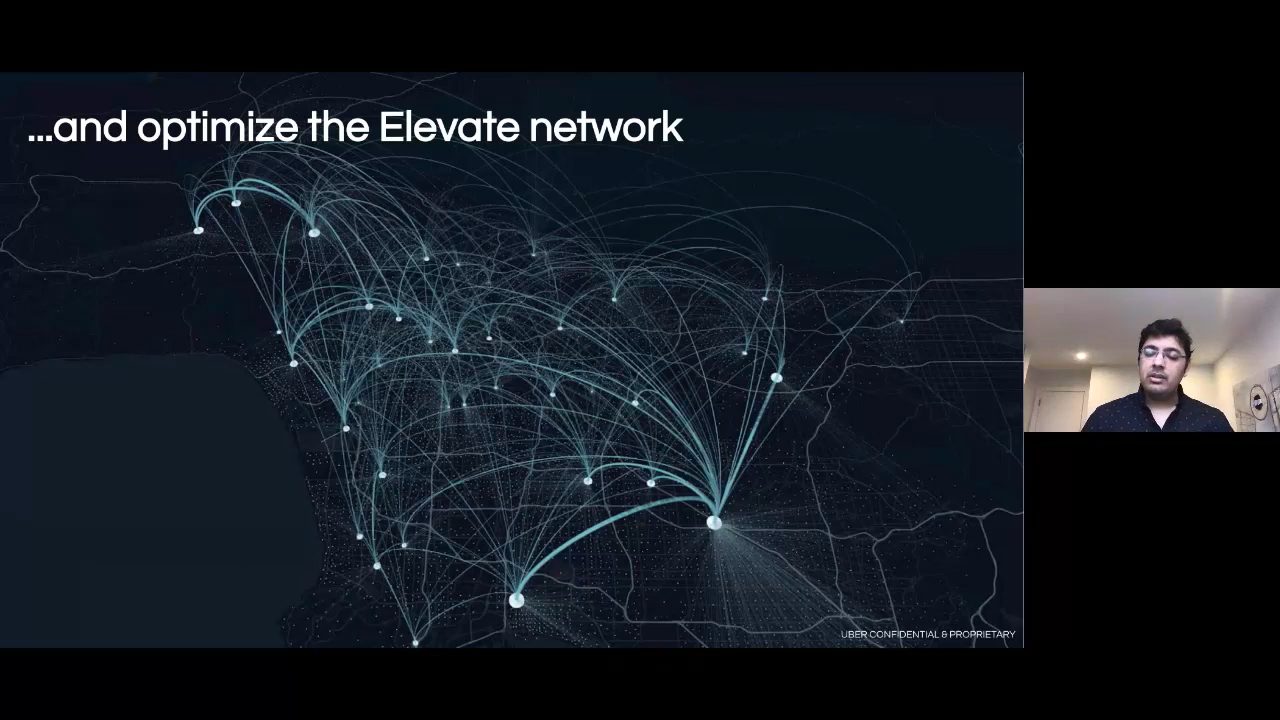 ...and optimize the Elevate network
UBER CONFIDENTIAL & PROPRIETARY